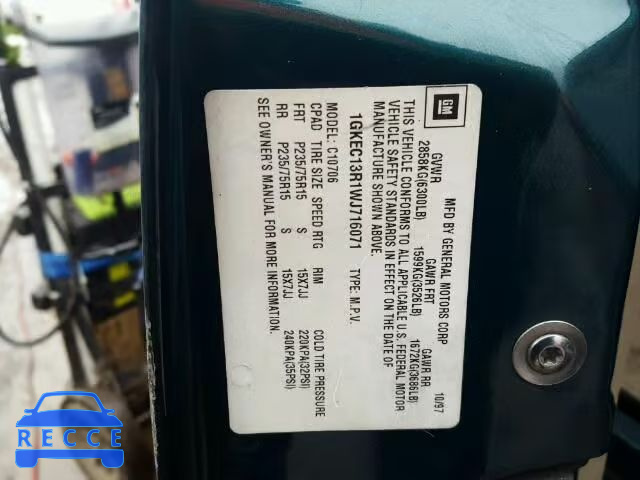 GM
MFD BY GENERAL MOTORS CORP 10/97
GVWR GAWR FRT GAWR RR
2858KG(6300LB) 1599KG(3526LB) 1672KG(3686LB)
THIS VEHICLE CONFORMS TO ALL APPLICABLE U.S. FEDERAL MOTOR
VEHICLE SAFETY STANDARDS IN EFFECT ON THE DATE OF
MANUFACTURE SHOWN ABOVE.
1GKEC13R1WJ716071 TYPE: M.P.V.
MODEL: C10706
CPAD TIRE SIZE SPEED RTG RIM COLD TIRE PRESSURE
FRT P235/75R15 S 15X7JJ 220KPA(32PSI)
RR P235/75R15 S 15X7JJ 240KPA(35PSI)
SEE OWNERS MANUAL FOR MORE INFORMATION.
RECCE